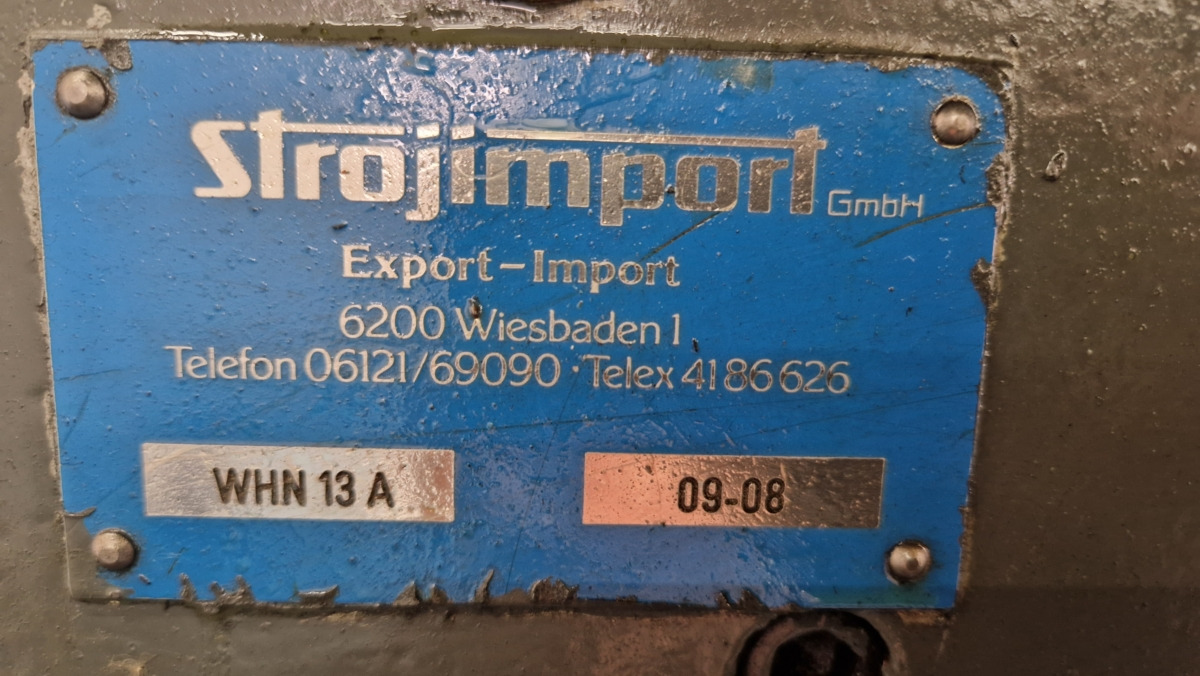 strojimport GmbH
Export-Import
6200 Wiesbaden 1
Telefon 06121/69090 · Telex 4186626
WHN 13 A
09-08